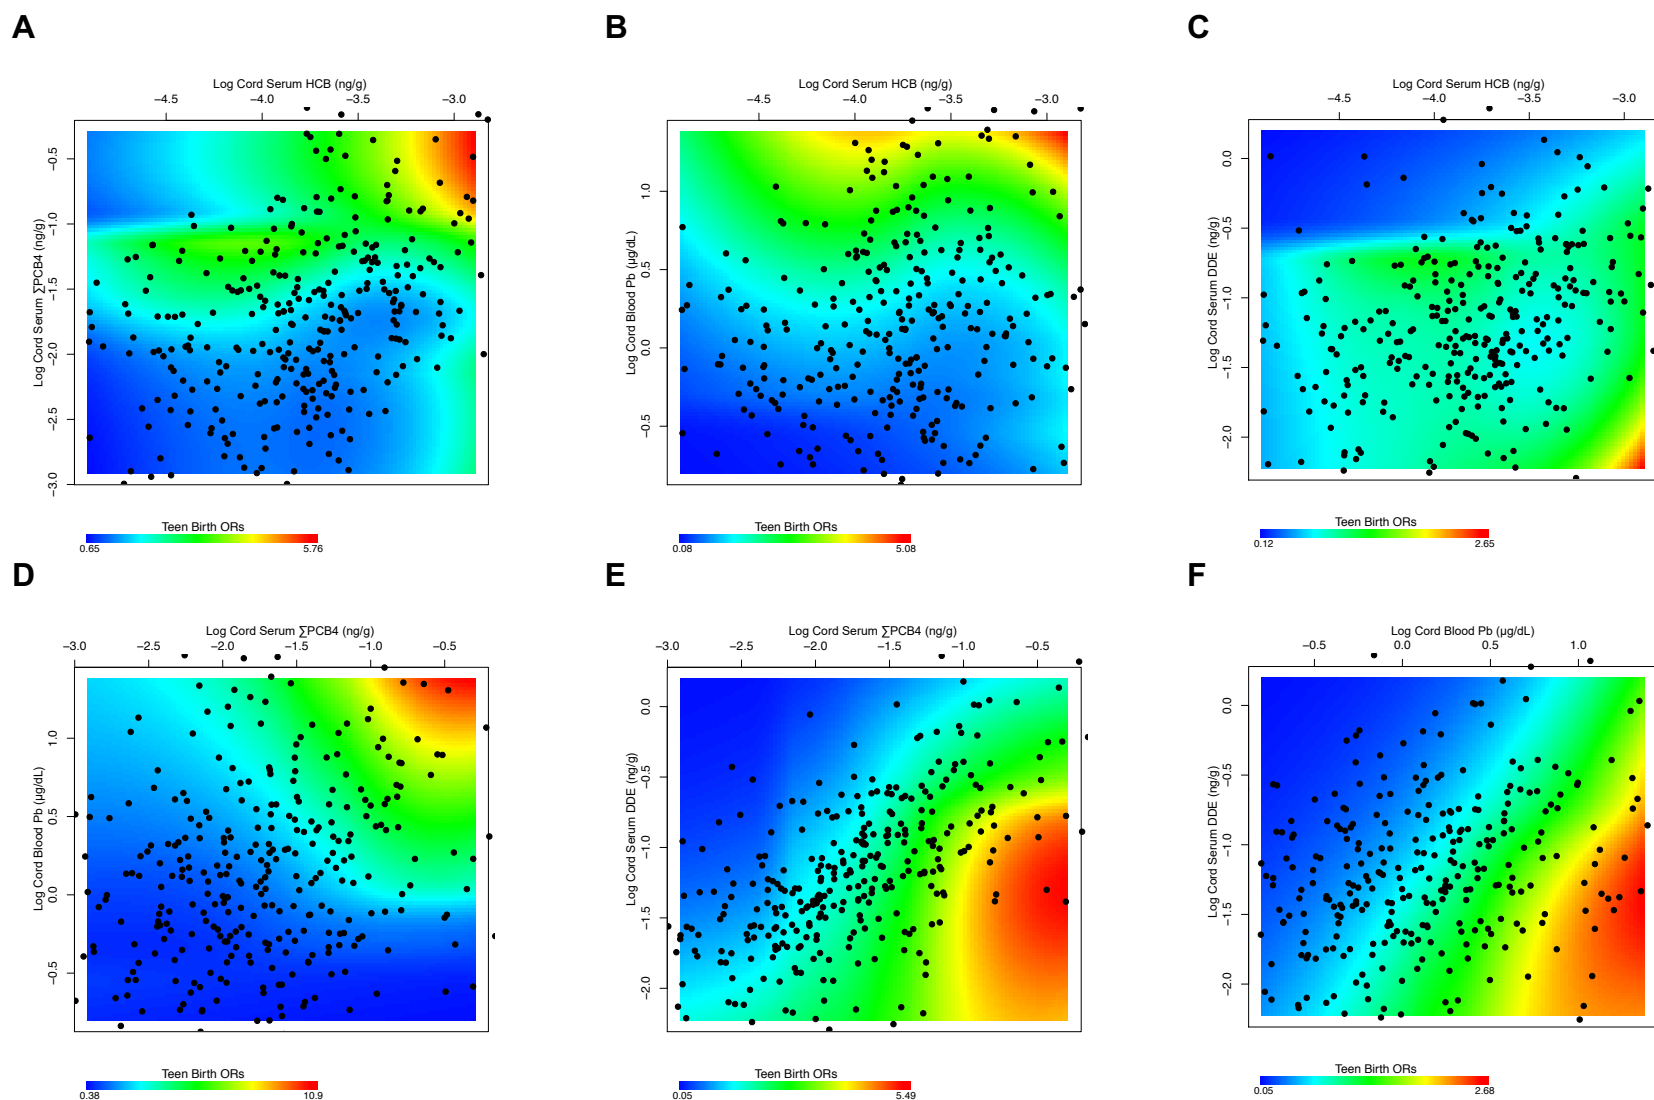 A
B
C
Log Cord Serum HCB (ng/g)
−4.5 −4.0 −3.5 −3.0
Log Cord Serum ∑PCB4 (ng/g)
−0.5
−1.0
−1.5
−2.0
−2.5
−3.0
Teen Birth ORs
0.65 5.76
Log Cord Serum HCB (ng/g)
−4.5 −4.0 −3.5 −3.0
Log Cord Blood Pb (µg/dL)
1.0
0.5
0.0
−0.5
Teen Birth ORs
0.08 5.08
Log Cord Serum HCB (ng/g)
−4.5 −4.0 −3.5 −3.0
Log Cord Serum DDE (ng/g)
0.0
−0.5
−1.0
−1.5
−2.0
Teen Birth ORs
0.12 2.65
D
E
F
Log Cord Serum ∑PCB4 (ng/g)
−3.0 −2.5 −2.0 −1.5 −1.0 −0.5
Log Cord Blood Pb (µg/dL)
1.0
0.5
0.0
−0.5
Teen Birth ORs
0.38 10.9
Log Cord Serum ∑PCB4 (ng/g)
−3.0 −2.5 −2.0 −1.5 −1.0 −0.5
Log Cord Serum DDE (ng/g)
0.0
−0.5
−1.0
−1.5
−2.0
Teen Birth ORs
0.05 5.49
Log Cord Blood Pb (µg/dL)
−0.5 0.0 0.5 1.0
Log Cord Serum DDE (ng/g)
0.0
−0.5
−1.0
−1.5
−2.0
Teen Birth ORs
0.05 2.68